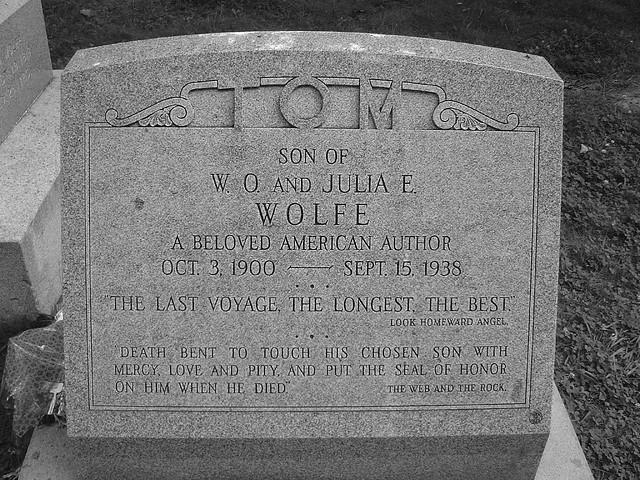 TOM
SON OF
W. O. AND JULIA E.
WOLFE
A BELOVED AMERICAN AUTHOR
OCT. 3, 1900 — SEPT. 15, 1938
"THE LAST VOYAGE, THE LONGEST, THE BEST."
LOOK HOMEWARD ANGEL.
"DEATH BENT TO TOUCH HIS CHOSEN SON WITH
MERCY, LOVE AND PITY, AND PUT THE SEAL OF HONOR
ON HIM WHEN HE DIED."
THE WEB AND THE ROCK.